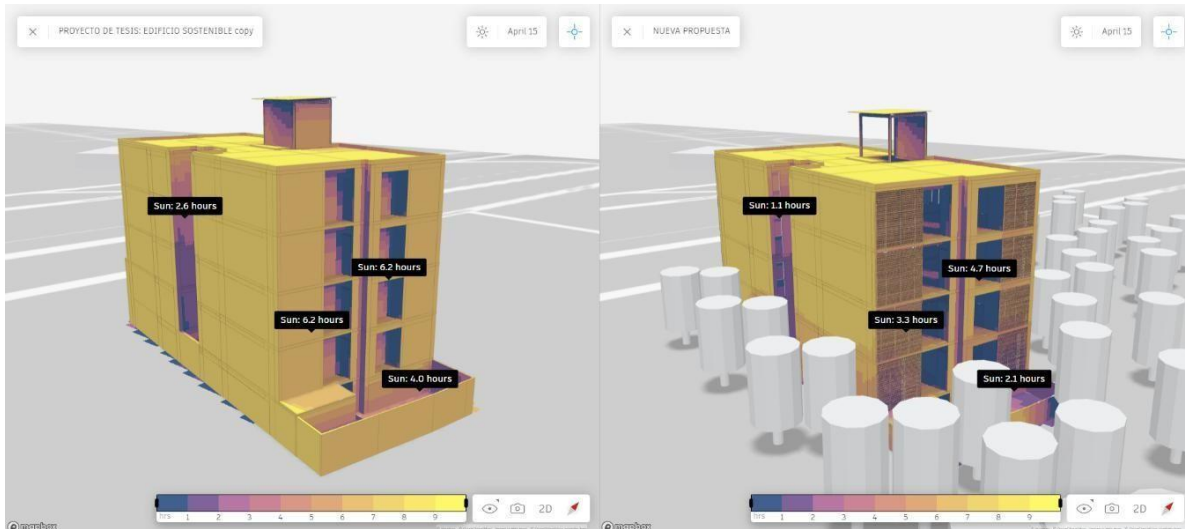 PROYECTO DE TESIS: EDIFICIO SOSTENIBLE copy
April 15
Sun: 2.6 hours
Sun: 6.2 hours
Sun: 6.2 hours
Sun: 4.0 hours
hrs 1 2 3 4 5 6 7 8 9
2D
mapbox
NUEVA PROPUESTA
April 15
Sun: 1.1 hours
Sun: 4.7 hours
Sun: 3.3 hours
Sun: 2.1 hours
hrs 1 2 3 4 5 6 7 8 9
2D
mapbox